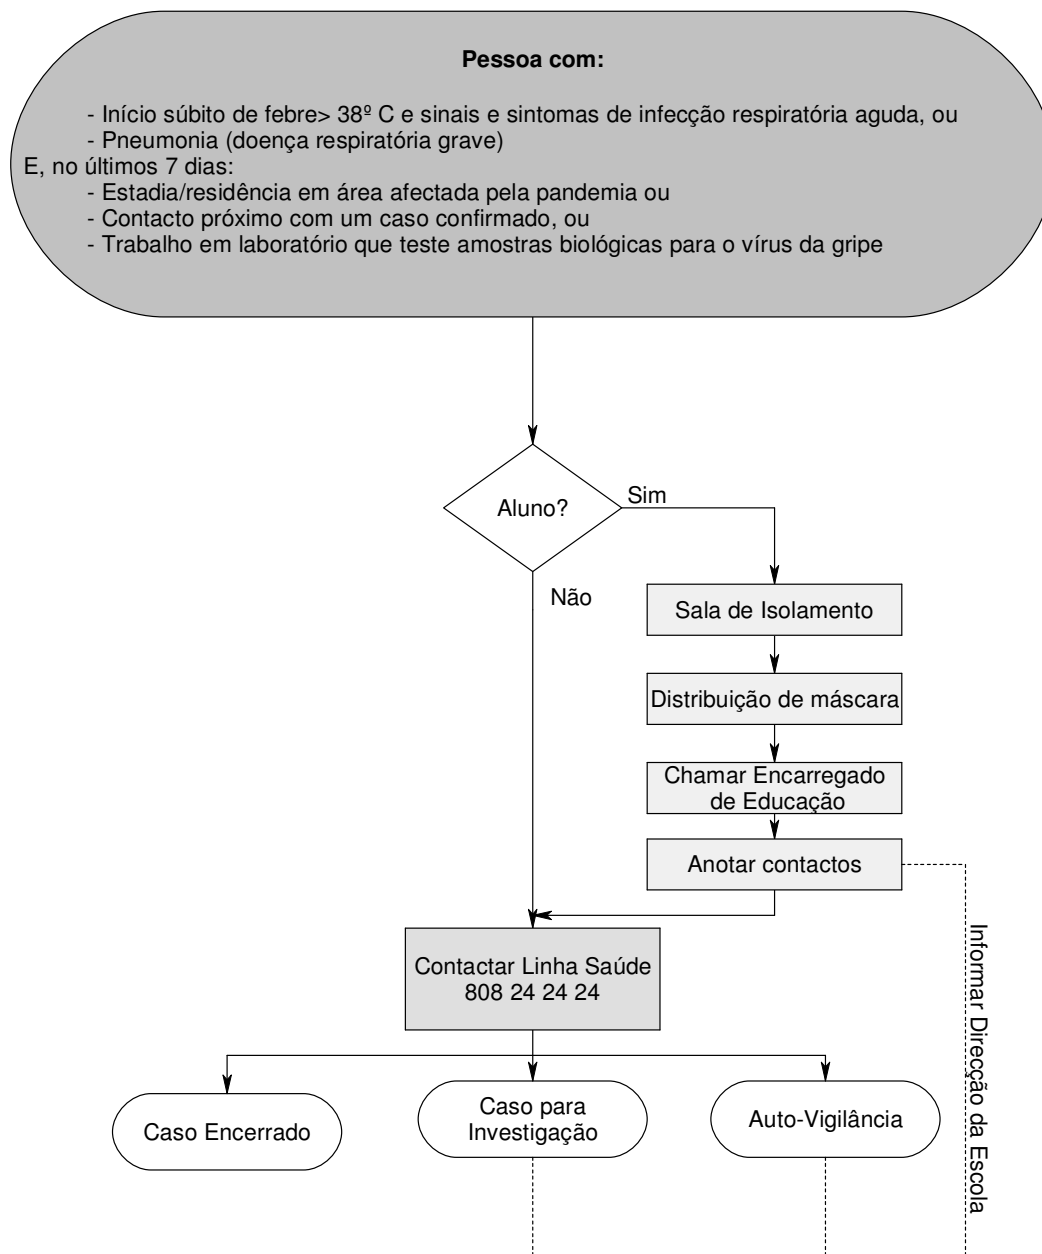 Pessoa com:
- Início súbito de febre> 38º C e sinais e sintomas de infecção respiratória aguda, ou
- Pneumonia (doença respiratória grave)
E, no últimos 7 dias:
- Estadia/residência em área afectada pela pandemia ou
- Contacto próximo com um caso confirmado, ou
- Trabalho em laboratório que teste amostras biológicas para o vírus da gripe
Aluno?
Sim
Não
Sala de Isolamento
Distribuição de máscara
Chamar Encarregado
de Educação
Anotar contactos
Informar Direcção da Escola
Contactar Linha Saúde
808 24 24 24
Caso Encerrado
Caso para
Investigação
Auto-Vigilância